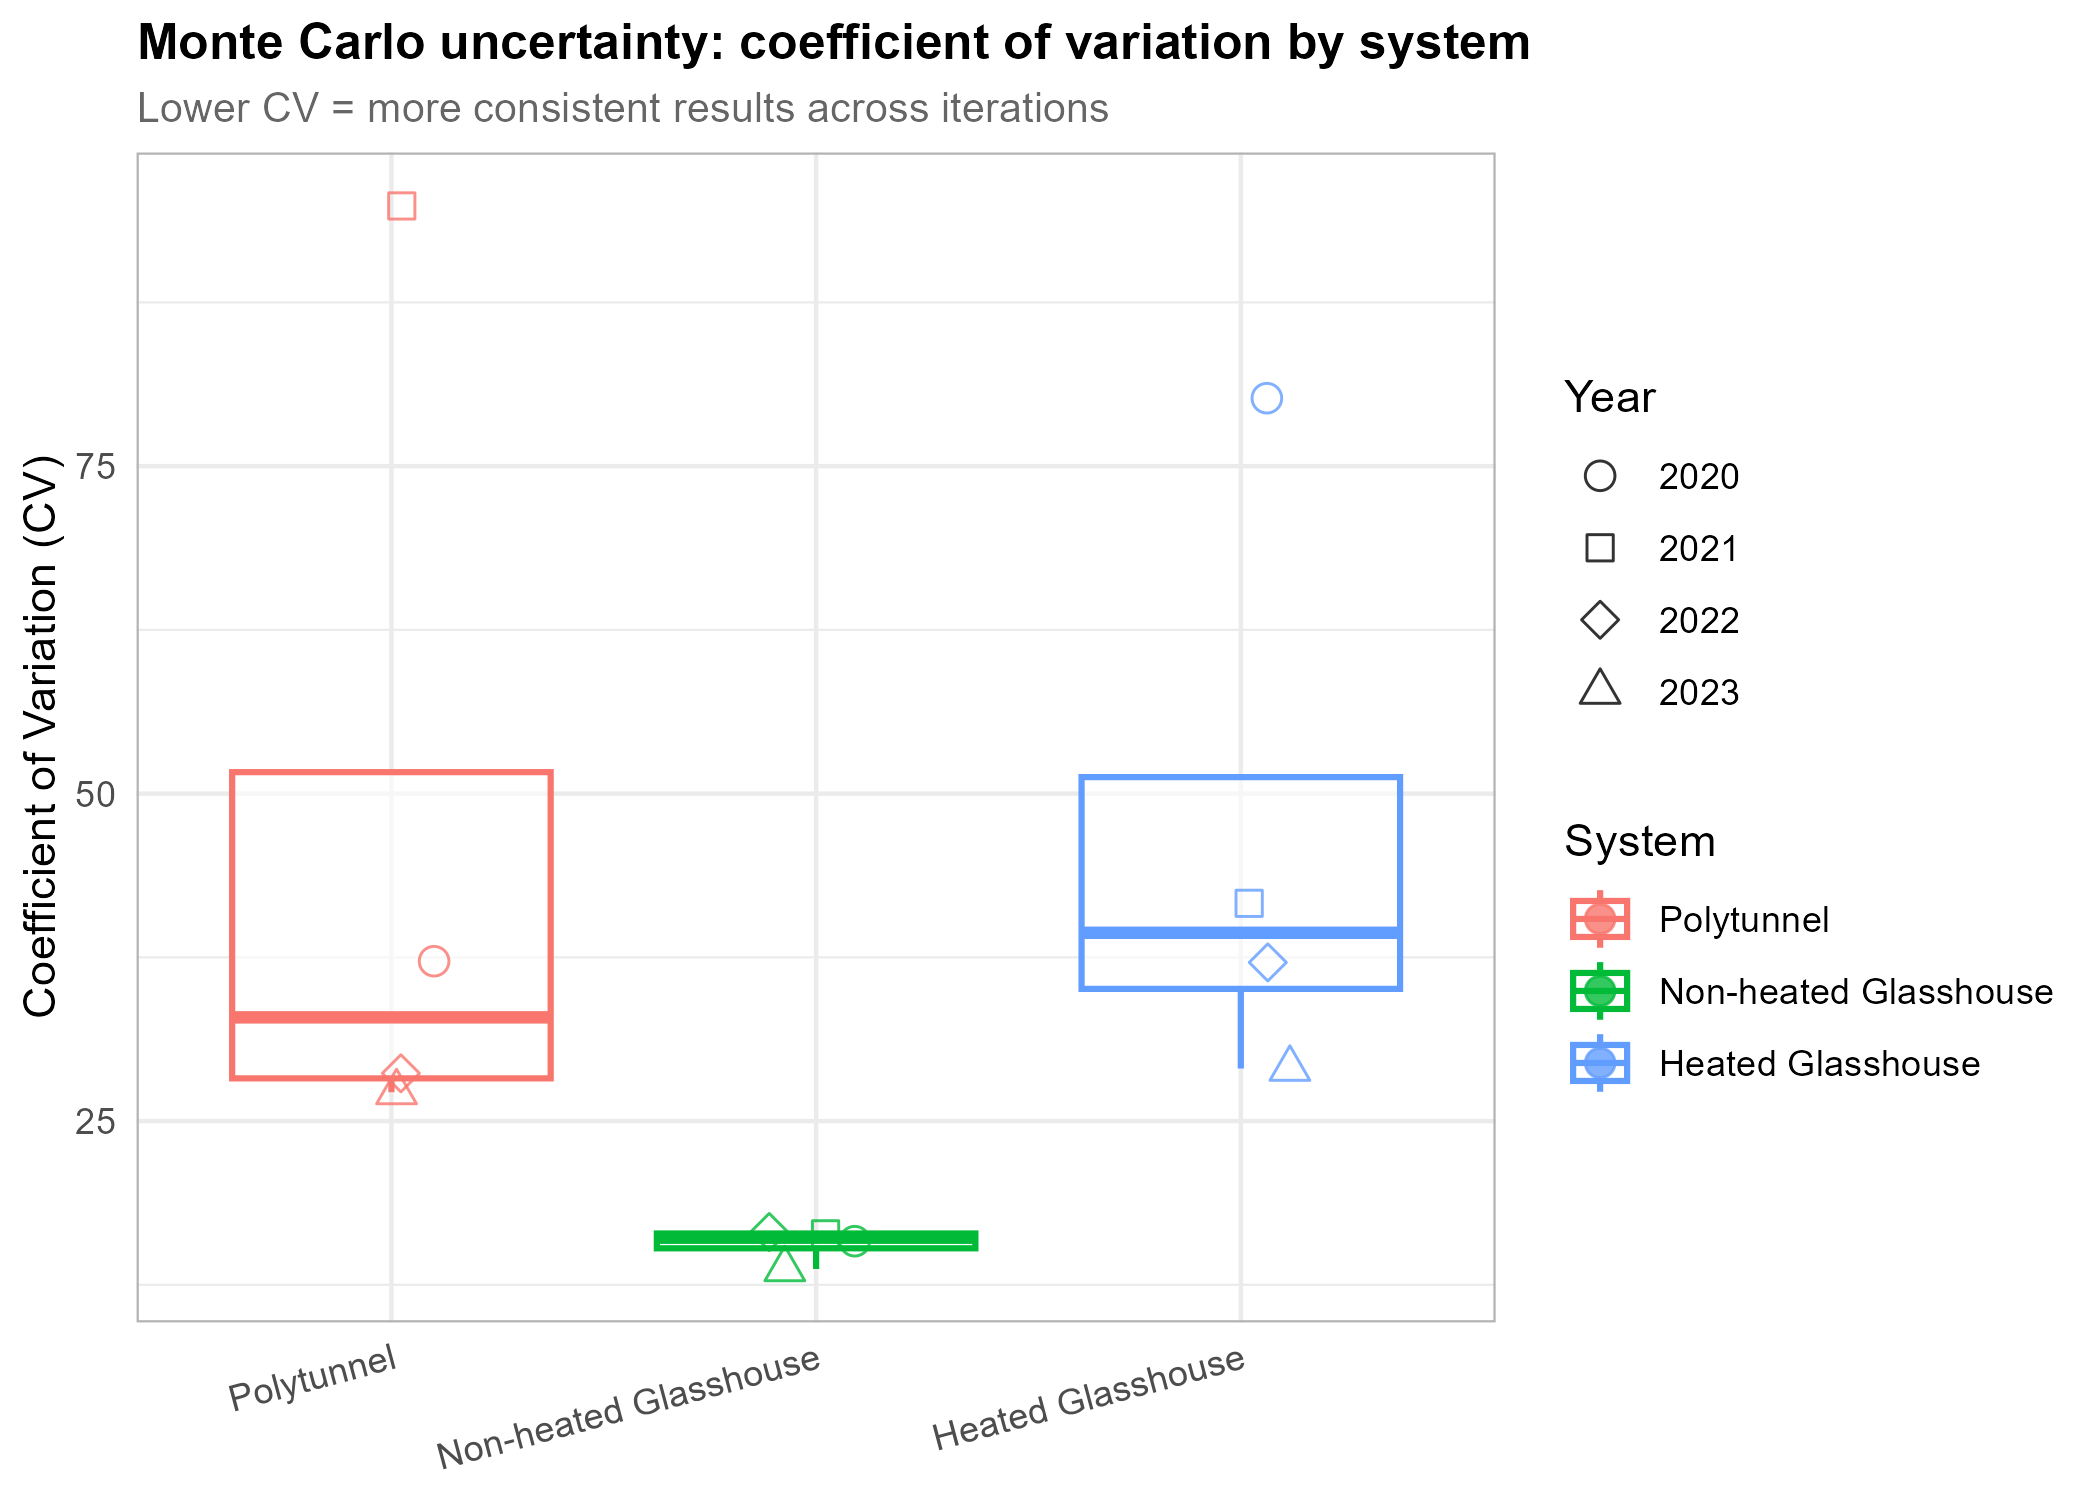 Monte Carlo uncertainty: coefficient of variation by system
Lower CV = more consistent results across iterations
Coefficient of Variation (CV)
75
50
25
Polytunnel
Non-heated Glasshouse
Heated Glasshouse
Year
2020
2021
2022
2023
System
Polytunnel
Non-heated Glasshouse
Heated Glasshouse